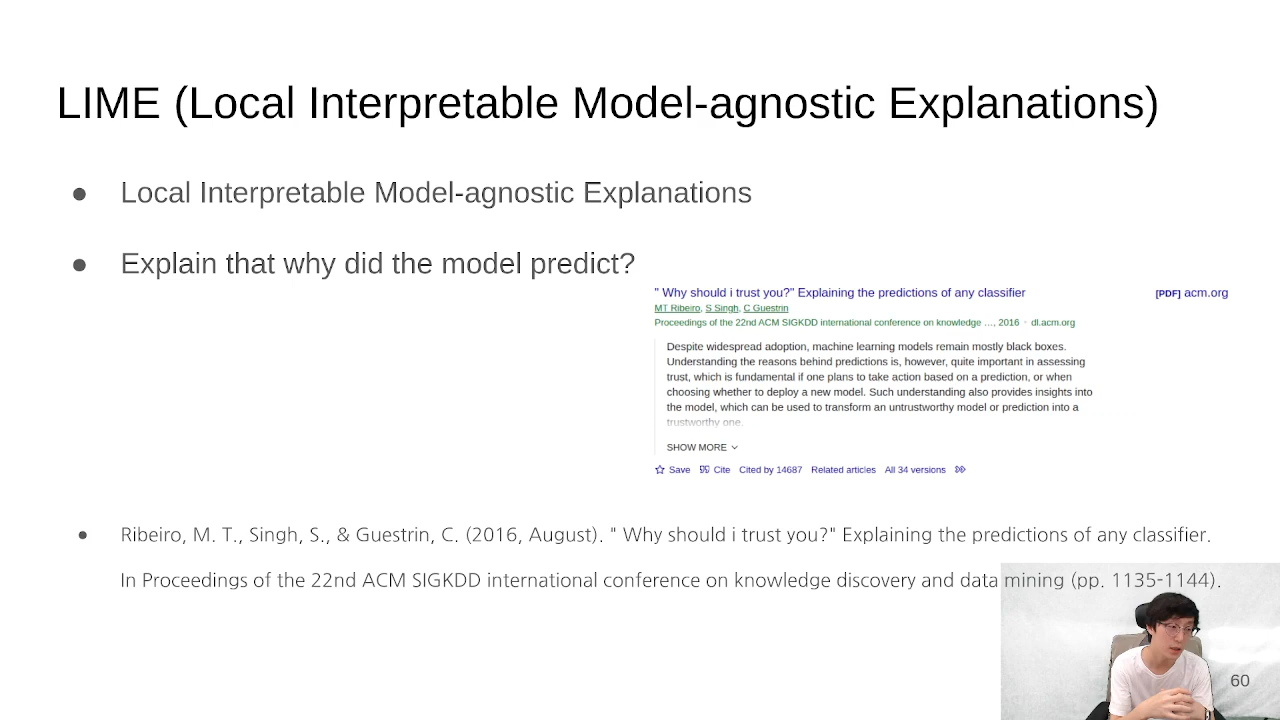 LIME (Local Interpretable Model-agnostic Explanations)
● Local Interpretable Model-agnostic Explanations
● Explain that why did the model predict?
" Why should i trust you?" Explaining the predictions of any classifier
[PDF] acm.org
MT Ribeiro, S Singh, C Guestrin
Proceedings of the 22nd ACM SIGKDD international conference on knowledge …, 2016 · dl.acm.org
Despite widespread adoption, machine learning models remain mostly black boxes.
Understanding the reasons behind predictions is, however, quite important in assessing
trust, which is fundamental if one plans to take action based on a prediction, or when
choosing whether to deploy a new model. Such understanding also provides insights into
the model, which can be used to transform an untrustworthy model or prediction into a
trustworthy one.
SHOW MORE
Save Cite Cited by 14687 Related articles All 34 versions
● Ribeiro, M. T., Singh, S., & Guestrin, C. (2016, August). " Why should i trust you?" Explaining the predictions of any classifier.
In Proceedings of the 22nd ACM SIGKDD international conference on knowledge discovery and data mining (pp. 1135-1144).
60